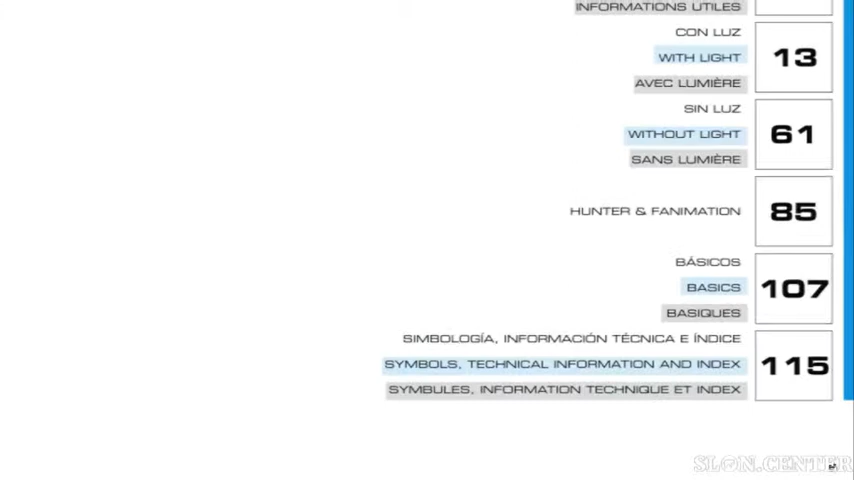 INFORMATIONS UTILES
CON LUZ
WITH LIGHT
AVEC LUMIÈRE
13
SIN LUZ
WITHOUT LIGHT
SANS LUMIÈRE
61
HUNTER & FANIMATION
85
BÁSICOS
BASICS
BASIQUES
107
SIMBOLOGÍA, INFORMACIÓN TÉCNICA E ÍNDICE
SYMBOLS, TECHNICAL INFORMATION AND INDEX
SYMBULES, INFORMATION TECHNIQUE ET INDEX
115
SLON.CENTER